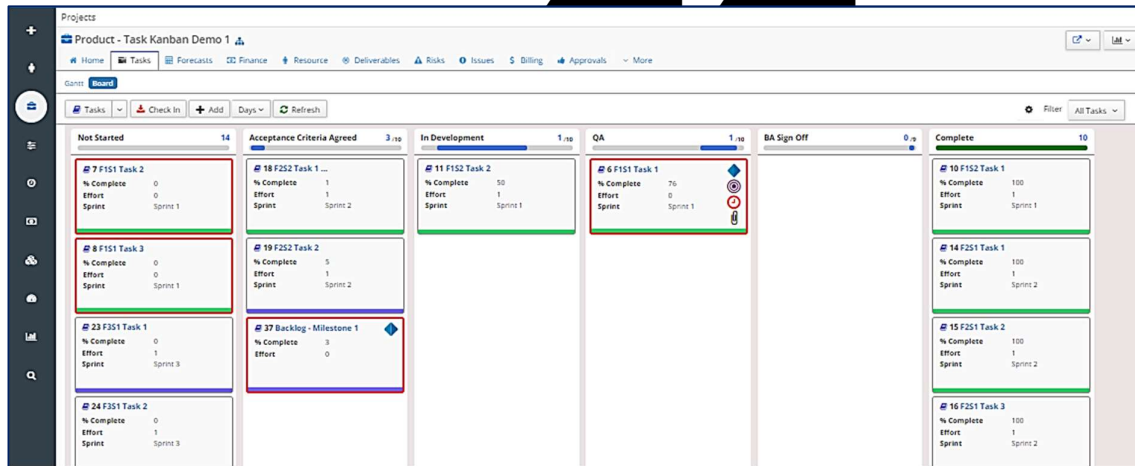 Projects
Product - Task Kanban Demo 1
Home Tasks Forecasts Finance Resource Deliverables Risks Issues $ Billing Approvals More
Gantt Board
Tasks Check In Add Days Refresh Filter All Tasks
Not Started 14
7 F1S1 Task 2
% Complete 0
Effort 0
Sprint Sprint 1
8 F1S1 Task 3
% Complete 0
Effort 0
Sprint Sprint 1
23 F3S1 Task 1
% Complete 0
Effort 1
Sprint Sprint 3
24 F3S1 Task 2
% Complete 0
Effort 1
Sprint Sprint 3
Acceptance Criteria Agreed 3 /10
18 F2S2 Task 1 ...
% Complete 1
Effort 1
Sprint Sprint 2
19 F2S2 Task 2
% Complete 5
Effort 1
Sprint Sprint 2
37 Backlog - Milestone 1
% Complete 3
Effort 0
In Development 1 /10
11 F1S2 Task 2
% Complete 50
Effort 1
Sprint Sprint 1
QA 1 /10
6 F1S1 Task 1
% Complete 76
Effort 0
Sprint Sprint 1
BA Sign Off 0 /9
Complete 10
10 F1S2 Task 1
% Complete 100
Effort 1
Sprint Sprint 1
14 F2S1 Task 1
% Complete 100
Effort 1
Sprint Sprint 2
15 F2S1 Task 2
% Complete 100
Effort 1
Sprint Sprint 2
16 F2S1 Task 3
% Complete 100
Effort 1
Sprint Sprint 2